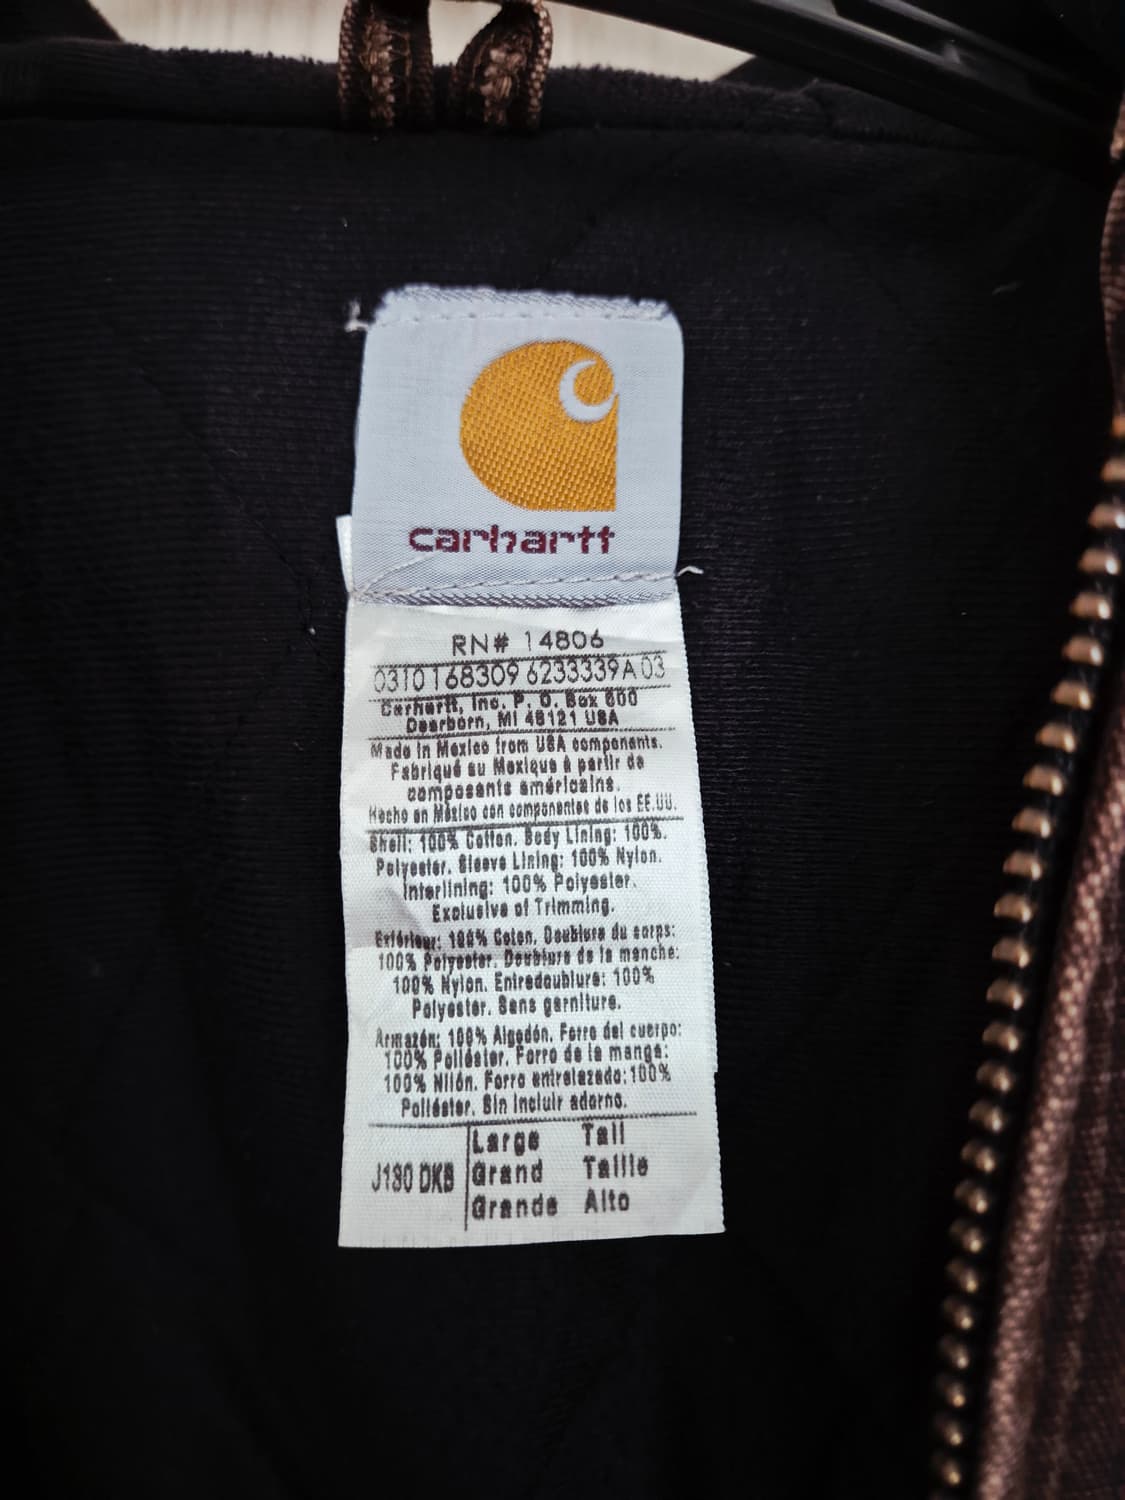 carhartt
RN# 14806
0310168309 6233339A 03
Carhartt, Inc. P. O. Box 600
Dearborn, MI 48121 USA
Made in Mexico from USA components.
Fabriqué au Mexique à partir de
composants américains.
Hecho en México con componentes de los EE.UU.
Shell: 100% Cotton. Body Lining: 100%.
Polyester. Sleeve Lining: 100% Nylon.
Interlining: 100% Polyester.
Exclusive of Trimming.
Extérieur: 100% Coton. Doublure du corps:
100% Polyester. Doublure de la manche:
100% Nylon. Entredoublure: 100%
Polyester. Sans garniture.
Armazón: 100% Algodón. Forro del cuerpo:
100% Poliéster. Forro de la manga:
100% Nilón. Forro entrelazado: 100%
Poliéster. Sin incluir adorno.
Large Tall
J130 DKB Grand Taille
Grande Alto